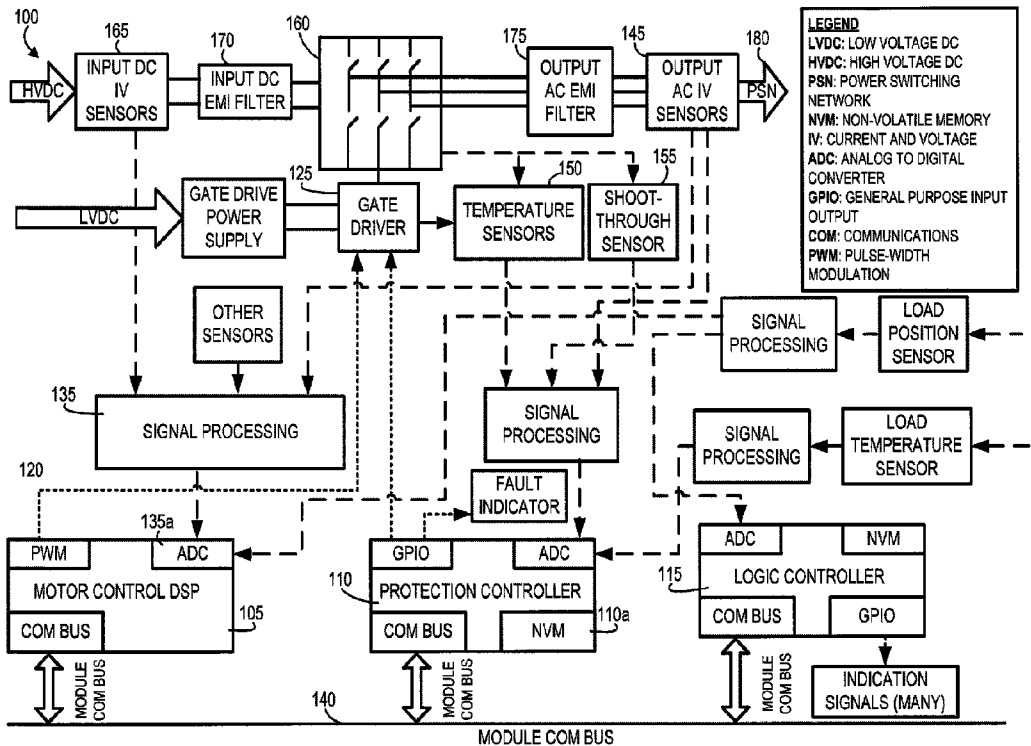 100
165
HVDC
INPUT DC
IV
SENSORS
170
INPUT DC
EMI FILTER
160
175
OUTPUT
AC EMI
FILTER
145
OUTPUT
AC IV
SENSORS
180
PSN
LEGEND
LVDC: LOW VOLTAGE DC
HVDC: HIGH VOLTAGE DC
PSN: POWER SWITCHING
NETWORK
NVM: NON-VOLATILE MEMORY
IV: CURRENT AND VOLTAGE
ADC: ANALOG TO DIGITAL
CONVERTER
GPIO: GENERAL PURPOSE INPUT
OUTPUT
COM: COMMUNICATIONS
PWM: PULSE-WIDTH
MODULATION
LVDC
GATE DRIVE
POWER
SUPPLY
125
GATE
DRIVER
150
TEMPERATURE
SENSORS
155
SHOOT-
THROUGH
SENSOR
OTHER
SENSORS
SIGNAL
PROCESSING
LOAD
POSITION
SENSOR
135
SIGNAL PROCESSING
SIGNAL
PROCESSING
SIGNAL
PROCESSING
LOAD
TEMPERATURE
SENSOR
120
FAULT
INDICATOR
135a
PWM
ADC
MOTOR CONTROL DSP
COM BUS
105
GPIO
ADC
110
PROTECTION CONTROLLER
COM BUS
NVM
110a
ADC
NVM
115
LOGIC CONTROLLER
COM BUS
GPIO
MODULE
COM BUS
MODULE
COM BUS
MODULE
COM BUS
INDICATION
SIGNALS (MANY)
140
MODULE COM BUS